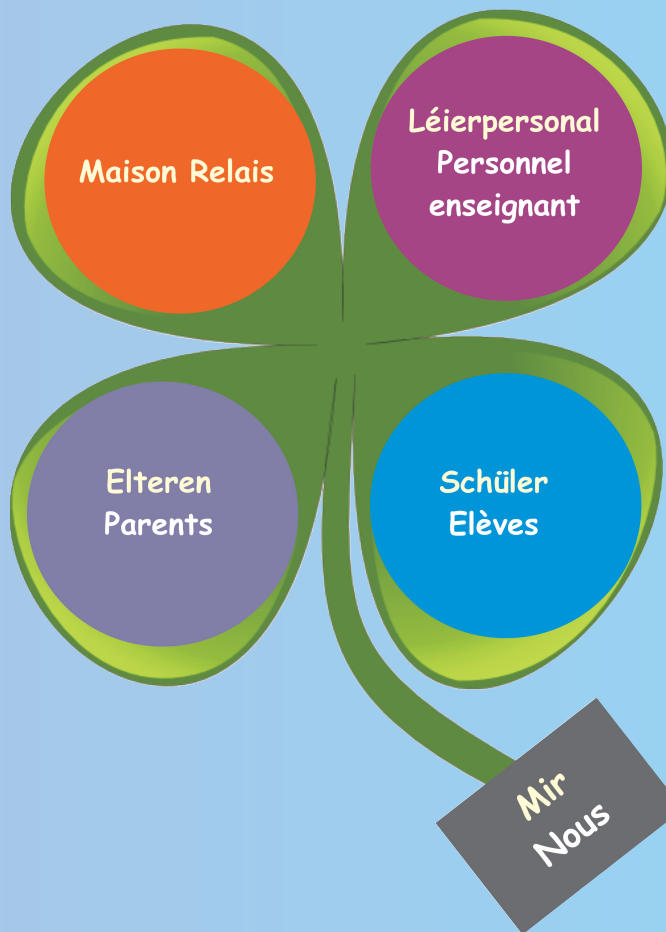 Maison Relais
Léierpersonal
Personnel
enseignant
Elteren
Parents
Schüler
Elèves
Mir
Nous